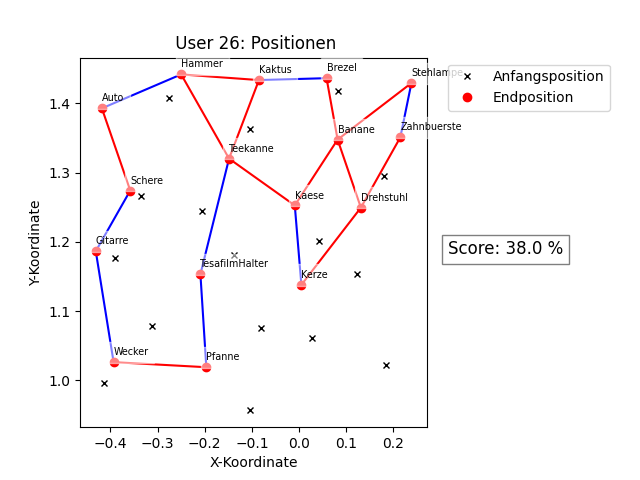 User 26: Positionen
Hammer
Kaktus
Brezel
Stehlampe
Auto
Zahnbuerste
Banane
Teekanne
Schere
Kaese
Drehstuhl
Gitarre
TesafilmHalter
Kerze
Wecker
Pfanne
Anfangsposition
Endposition
Score: 38.0 %
Y-Koordinate
1.4
1.3
1.2
1.1
1.0
−0.4
−0.3
−0.2
−0.1
0.0
0.1
0.2
X-Koordinate